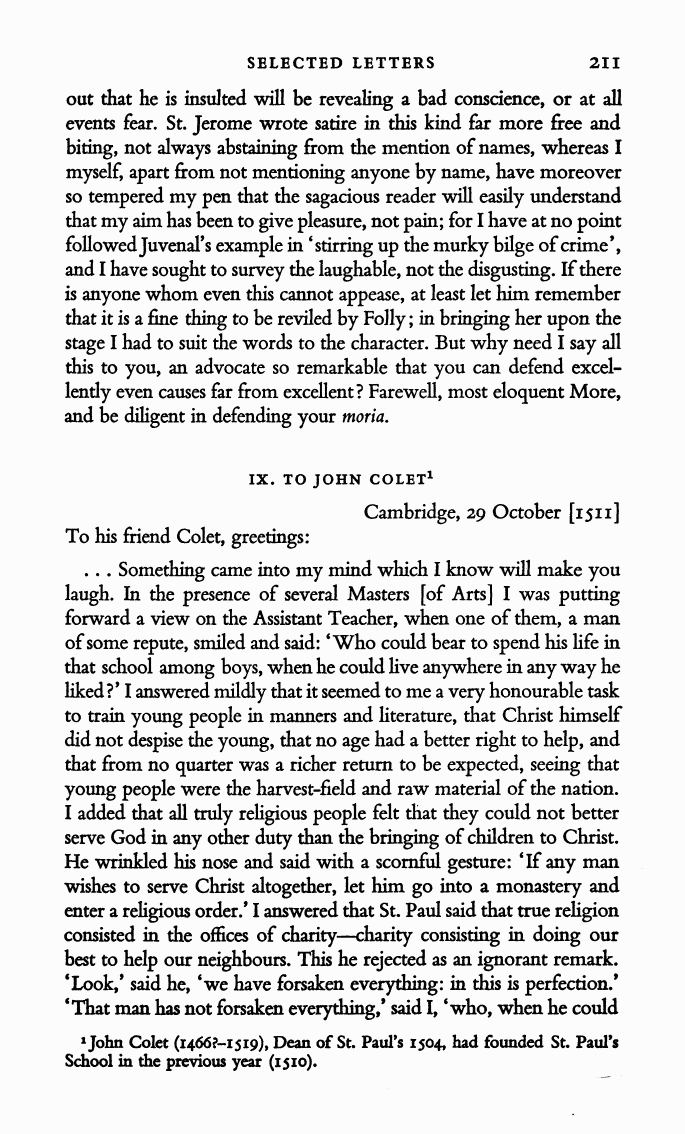 SELECTED LETTERS 211
out that he is insulted will be revealing a bad conscience, or at all
events fear. St. Jerome wrote satire in this kind far more free and
biting, not always abstaining from the mention of names, whereas I
myself, apart from not mentioning anyone by name, have moreover
so tempered my pen that the sagacious reader will easily understand
that my aim has been to give pleasure, not pain; for I have at no point
followed Juvenal's example in ‘stirring up the murky bilge of crime’,
and I have sought to survey the laughable, not the disgusting. If there
is anyone whom even this cannot appease, at least let him remember
that it is a fine thing to be reviled by Folly; in bringing her upon the
stage I had to suit the words to the character. But why need I say all
this to you, an advocate so remarkable that you can defend excel-
lently even causes far from excellent? Farewell, most eloquent More,
and be diligent in defending your moria.
IX. TO JOHN COLET¹
Cambridge, 29 October [1511]
To his friend Colet, greetings:
. . . Something came into my mind which I know will make you
laugh. In the presence of several Masters [of Arts] I was putting
forward a view on the Assistant Teacher, when one of them, a man
of some repute, smiled and said: ‘Who could bear to spend his life in
that school among boys, when he could live anywhere in any way he
liked?’ I answered mildly that it seemed to me a very honourable task
to train young people in manners and literature, that Christ himself
did not despise the young, that no age had a better right to help, and
that from no quarter was a richer return to be expected, seeing that
young people were the harvest-field and raw material of the nation.
I added that all truly religious people felt that they could not better
serve God in any other duty than the bringing of children to Christ.
He wrinkled his nose and said with a scornful gesture: ‘If any man
wishes to serve Christ altogether, let him go into a monastery and
enter a religious order.’ I answered that St. Paul said that true religion
consisted in the offices of charity—charity consisting in doing our
best to help our neighbours. This he rejected as an ignorant remark.
‘Look,’ said he, ‘we have forsaken everything: in this is perfection.’
‘That man has not forsaken everything,’ said I, ‘who, when he could
¹John Colet (1466?–1519), Dean of St. Paul's 1504, had founded St. Paul's
School in the previous year (1510).